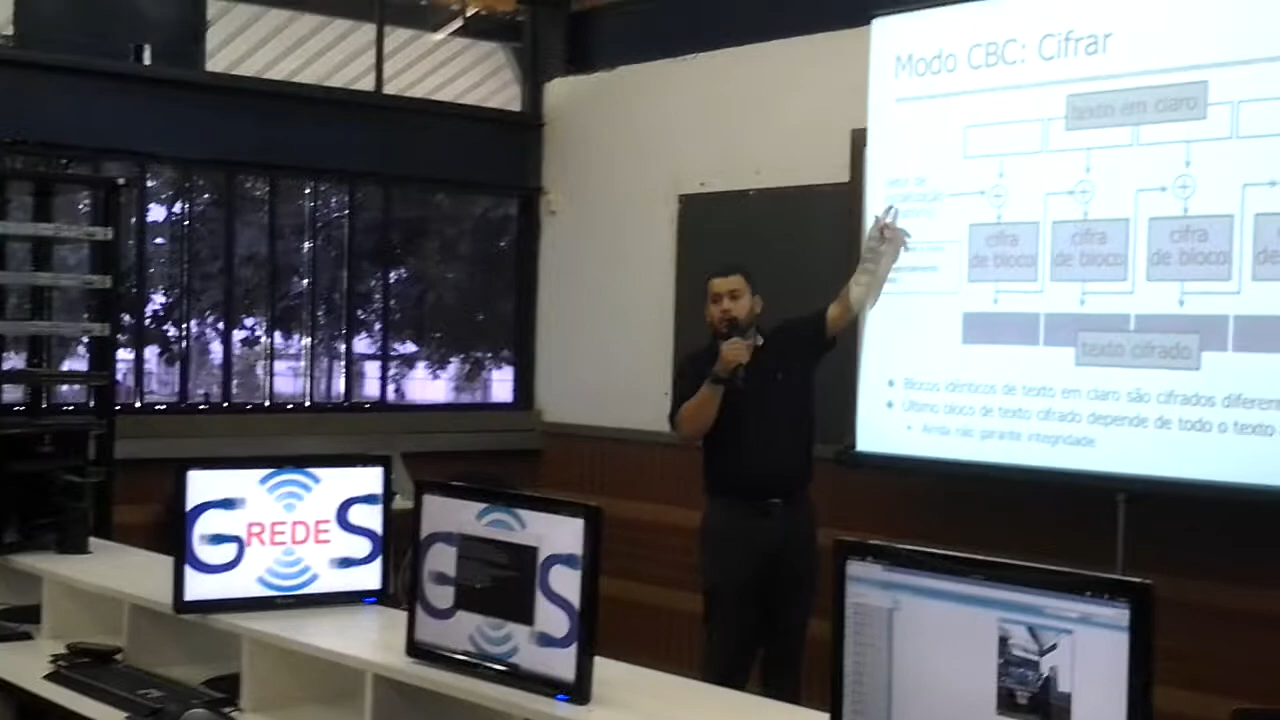 Modo CBC: Cifrar
texto em claro
cifra
de bloco
cifra
de bloco
cifra
de bloco
de
texto cifrado
Blocos idênticos de texto em claro são cifrados diferen
Último bloco de texto cifrado depende de todo o texto
Ainda não garante integridade
G REDE S
G S